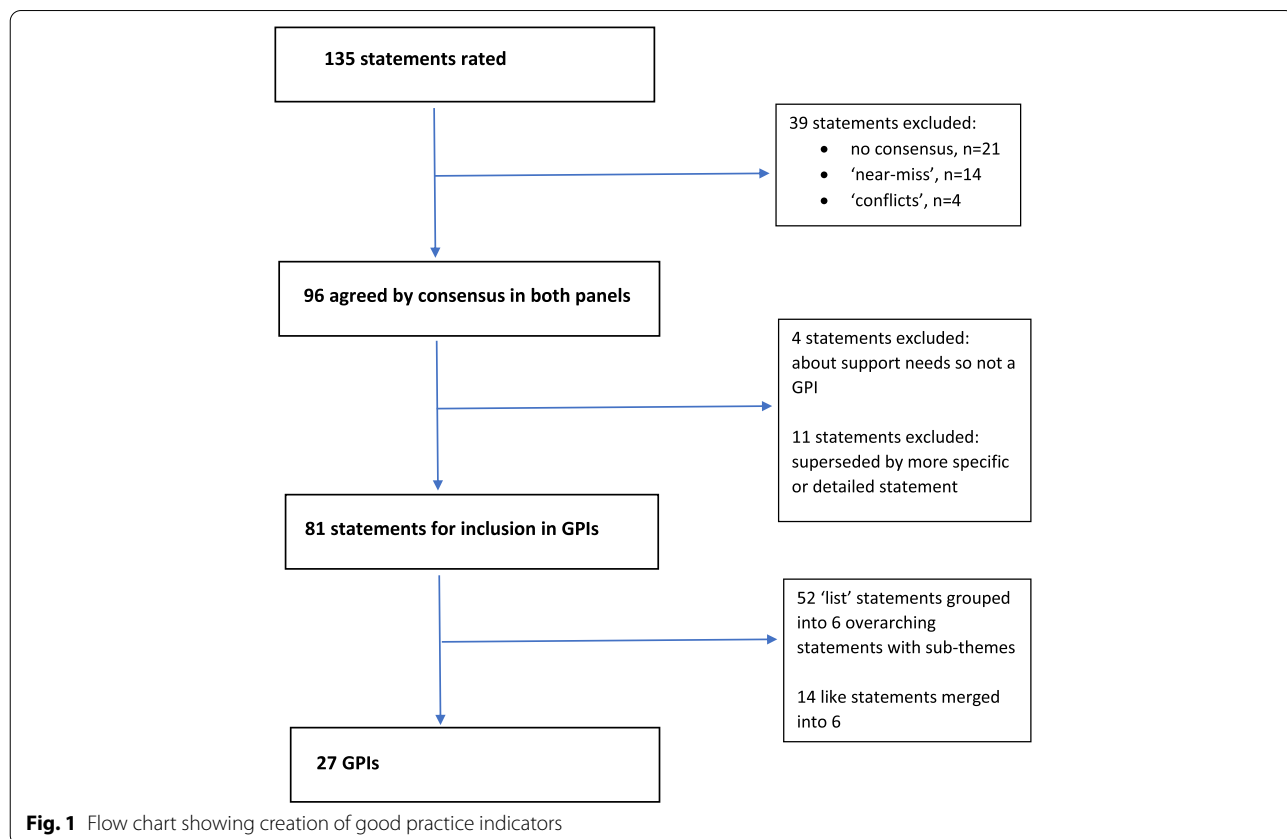 135 statements rated
39 statements excluded:
• no consensus, n=21
• ‘near-miss’, n=14
• ‘conflicts’, n=4
96 agreed by consensus in both panels
4 statements excluded:
about support needs so not a
GPI
11 statements excluded:
superseded by more specific
or detailed statement
81 statements for inclusion in GPIs
52 ‘list’ statements grouped
into 6 overarching
statements with sub-themes
14 like statements merged
into 6
27 GPIs
Fig. 1 Flow chart showing creation of good practice indicators